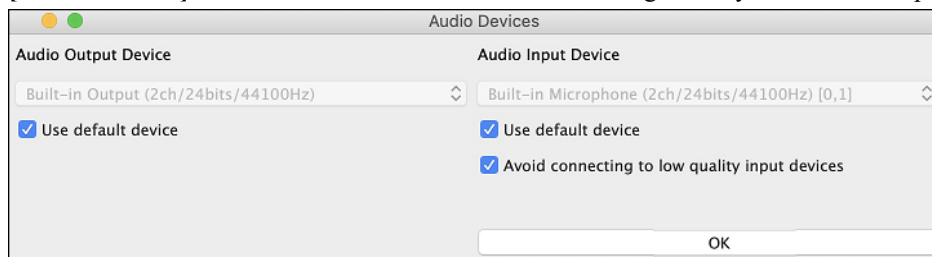 Audio Devices
Audio Output Device
Audio Input Device
Built-in Output (2ch/24bits/44100Hz)
Built-in Microphone (2ch/24bits/44100Hz) [0,1]
Use default device
Use default device
Avoid connecting to low quality input devices
OK